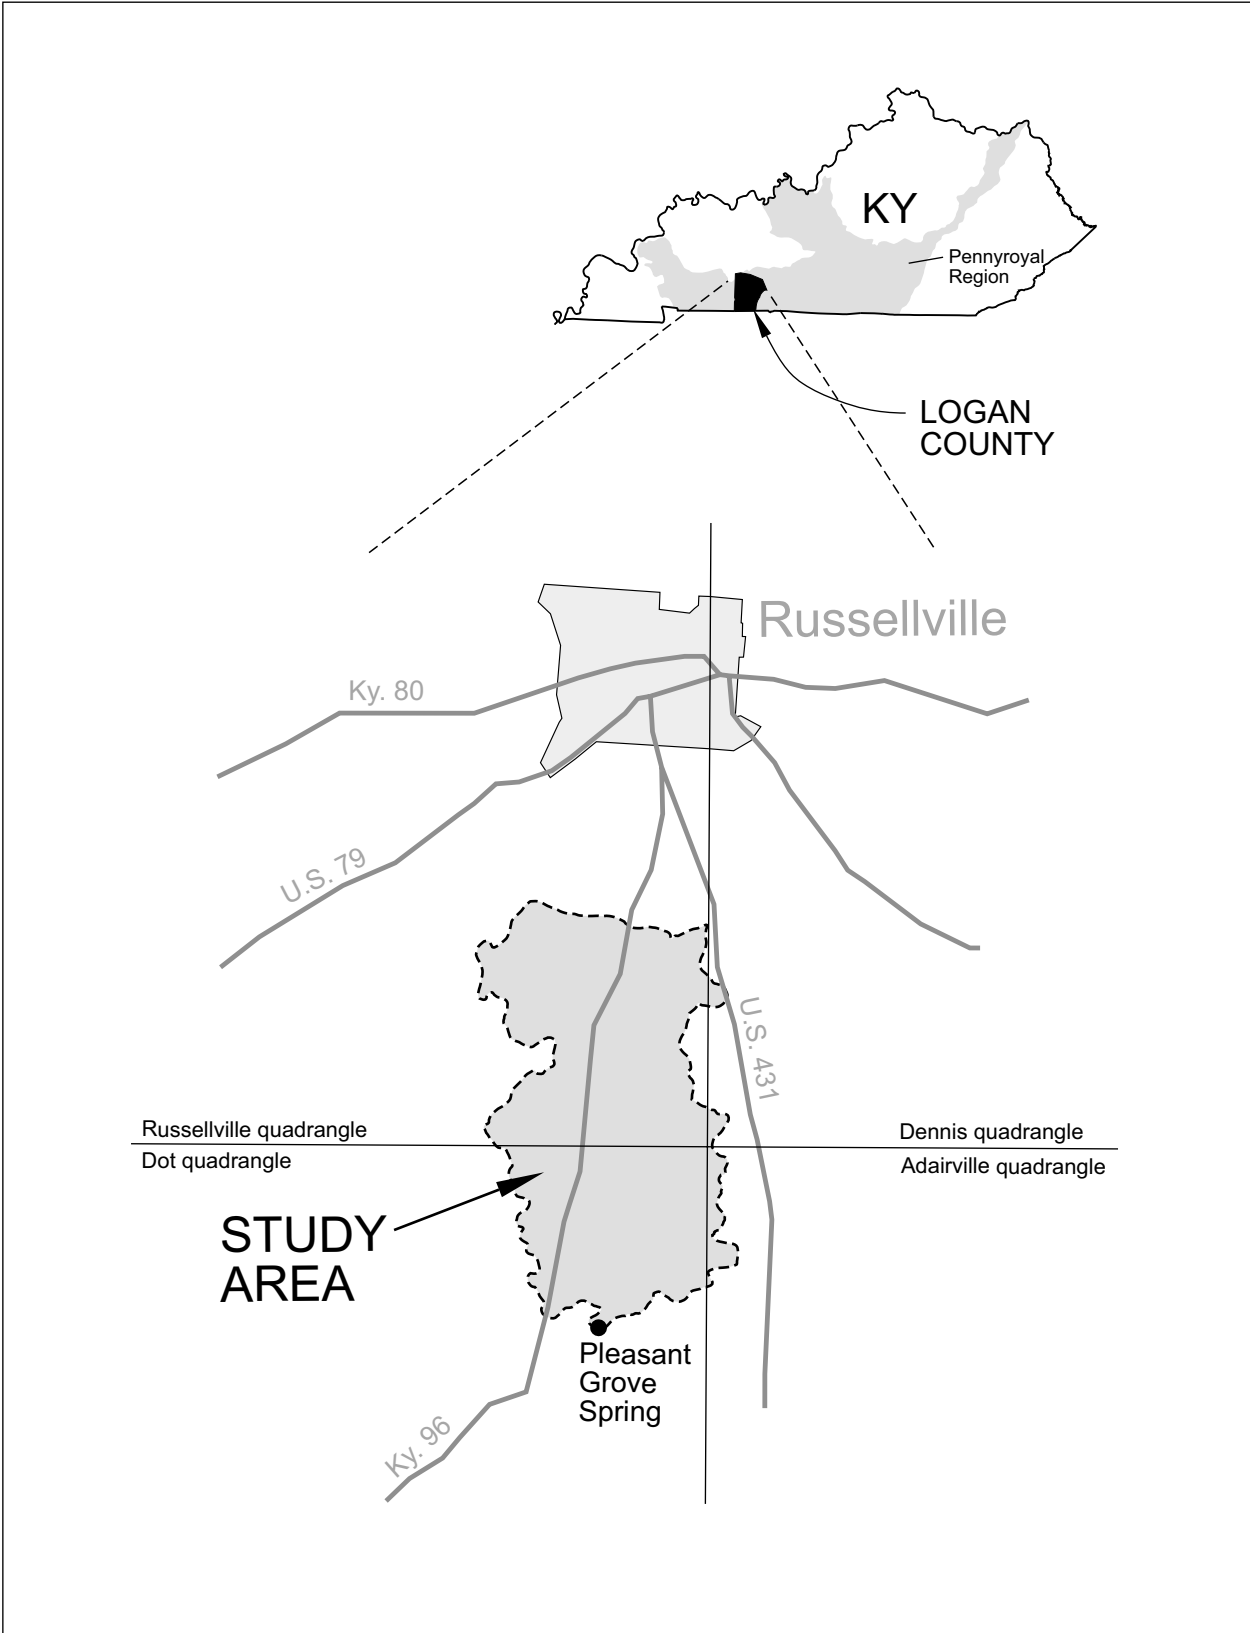 KY
Pennyroyal
Region
LOGAN
COUNTY
Russellville
Ky. 80
U.S. 79
U.S. 431
Russellville quadrangle
Dennis quadrangle
Dot quadrangle
Adairville quadrangle
STUDY
AREA
Pleasant
Grove
Spring
Ky. 96